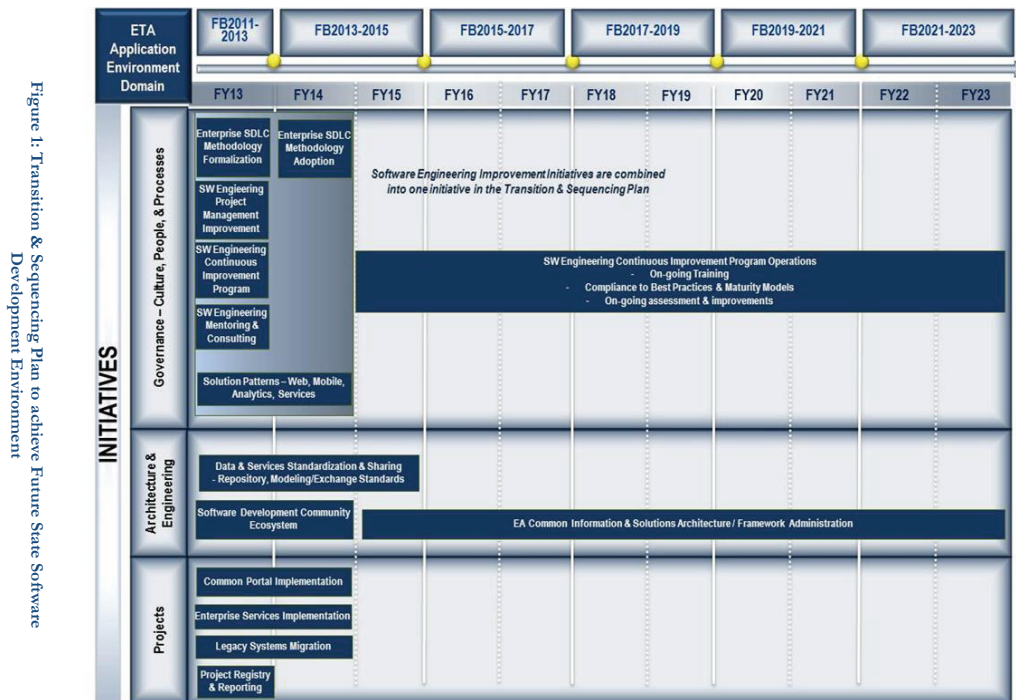 Figure 1: Transition & Sequencing Plan to achieve Future State Software
Development Environment
ETA
Application
Environment
Domain
FB2011-
2013
FB2013-2015
FB2015-2017
FB2017-2019
FB2019-2021
FB2021-2023
FY13
FY14
FY15
FY16
FY17
FY18
FY19
FY20
FY21
FY22
FY23
INITIATIVES
Governance – Culture, People, & Processes
Enterprise SDLC
Methodology
Formalization
Enterprise SDLC
Methodology
Adoption
Software Engineering Improvement Initiatives are combined
into one initiative in the Transition & Sequencing Plan
SW Engieering
Project
Management
Improvement
SW Engineering
Continuous
Improvement
Program
SW Engineering Continuous Improvement Program Operations
- On-going Training
- Compliance to Best Practices & Maturity Models
- On-going assessment & improvements
SW Engineering
Mentoring &
Consulting
Solution Patterns – Web, Mobile,
Analytics, Services
Architecture &
Engineering
Data & Services Standardization & Sharing
- Repository, Modeling/Exchange Standards
Software Development Community
Ecosystem
EA Common Information & Solutions Architecture / Framework Administration
Projects
Common Portal Implementation
Enterprise Services Implementation
Legacy Systems Migration
Project Registry
& Reporting